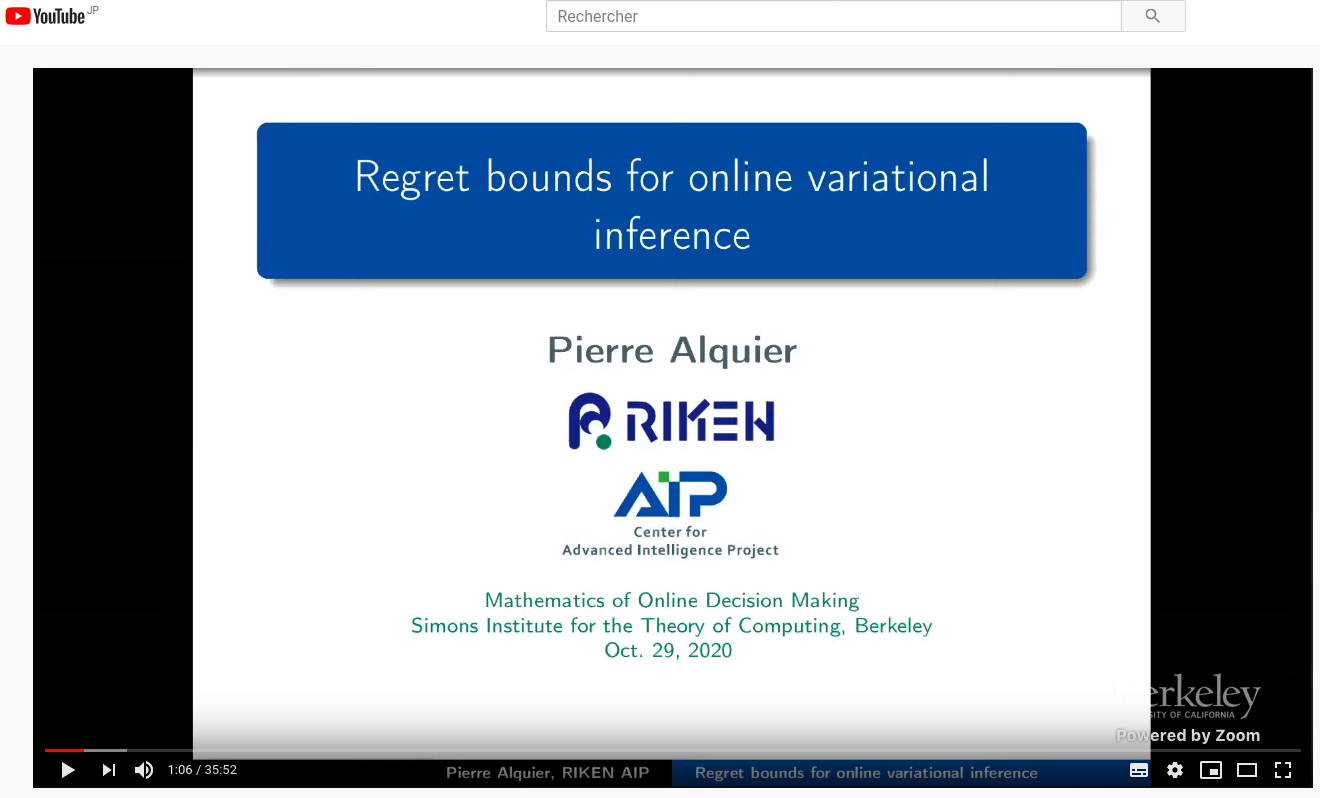 YouTube JP
Rechercher
Regret bounds for online variational
inference
Pierre Alquier
RIKEN
AIP
Center for
Advanced Intelligence Project
Mathematics of Online Decision Making
Simons Institute for the Theory of Computing, Berkeley
Oct. 29, 2020
erkeley
SITY OF CALIFORNIA
Powered by Zoom
1:06 / 35:52
Pierre Alquier, RIKEN AIP
Regret bounds for online variational inference